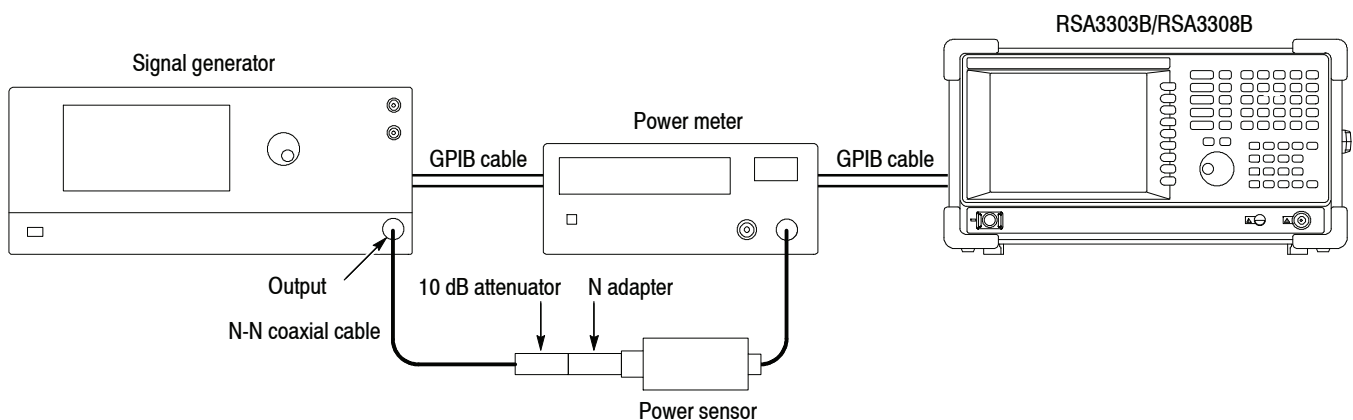 RSA3303B/RSA3308B
Signal generator
Power meter
GPIB cable
GPIB cable
Output
10 dB attenuator
N adapter
N-N coaxial cable
Power sensor